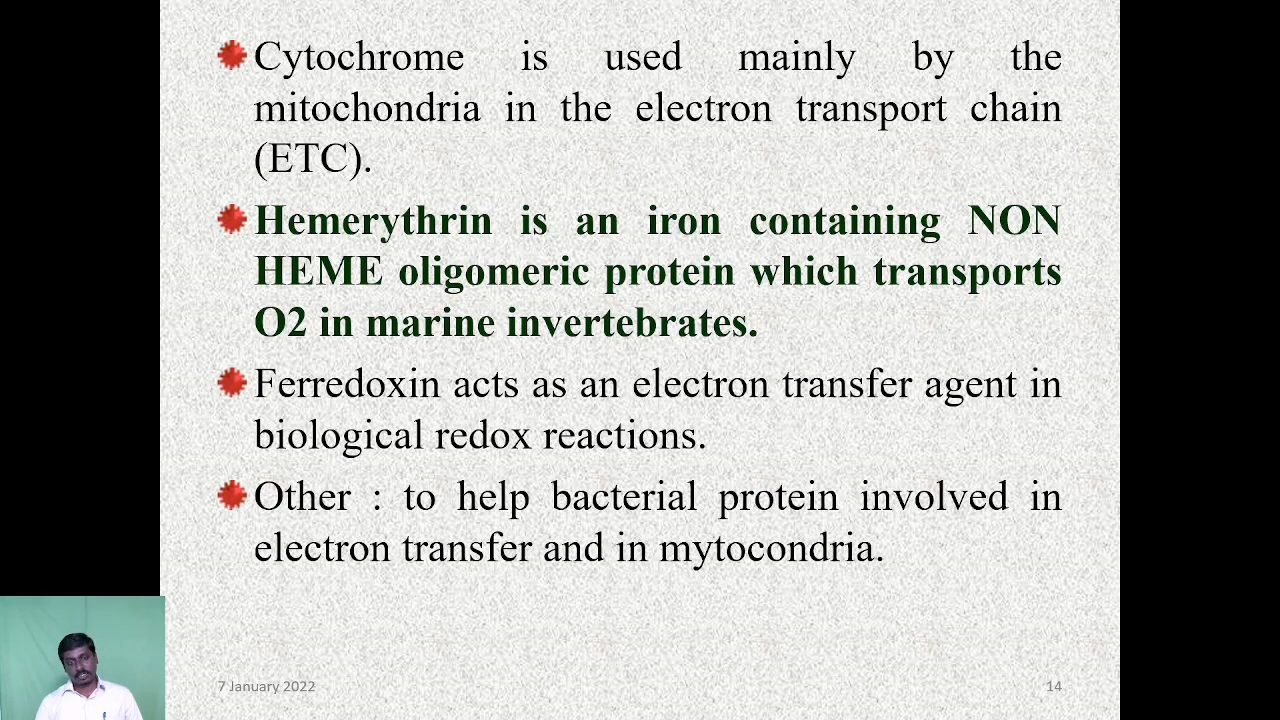 Cytochrome is used mainly by the
mitochondria in the electron transport chain
(ETC).
Hemerythrin is an iron containing NON
HEME oligomeric protein which transports
O2 in marine invertebrates.
Ferredoxin acts as an electron transfer agent in
biological redox reactions.
Other : to help bacterial protein involved in
electron transfer and in mytocondria.
7 January 2022
14